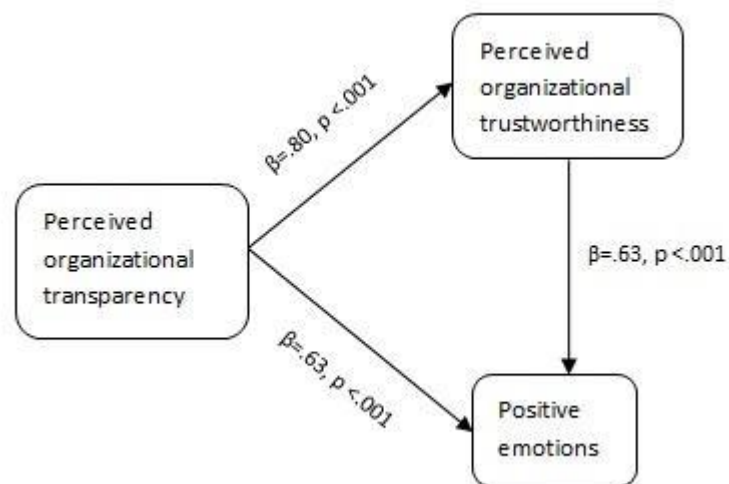 Perceived
organizational
trustworthiness
β=.80, p <.001
Perceived
organizational
transparency
β=.63, p <.001
β=.63, p <.001
Positive
emotions